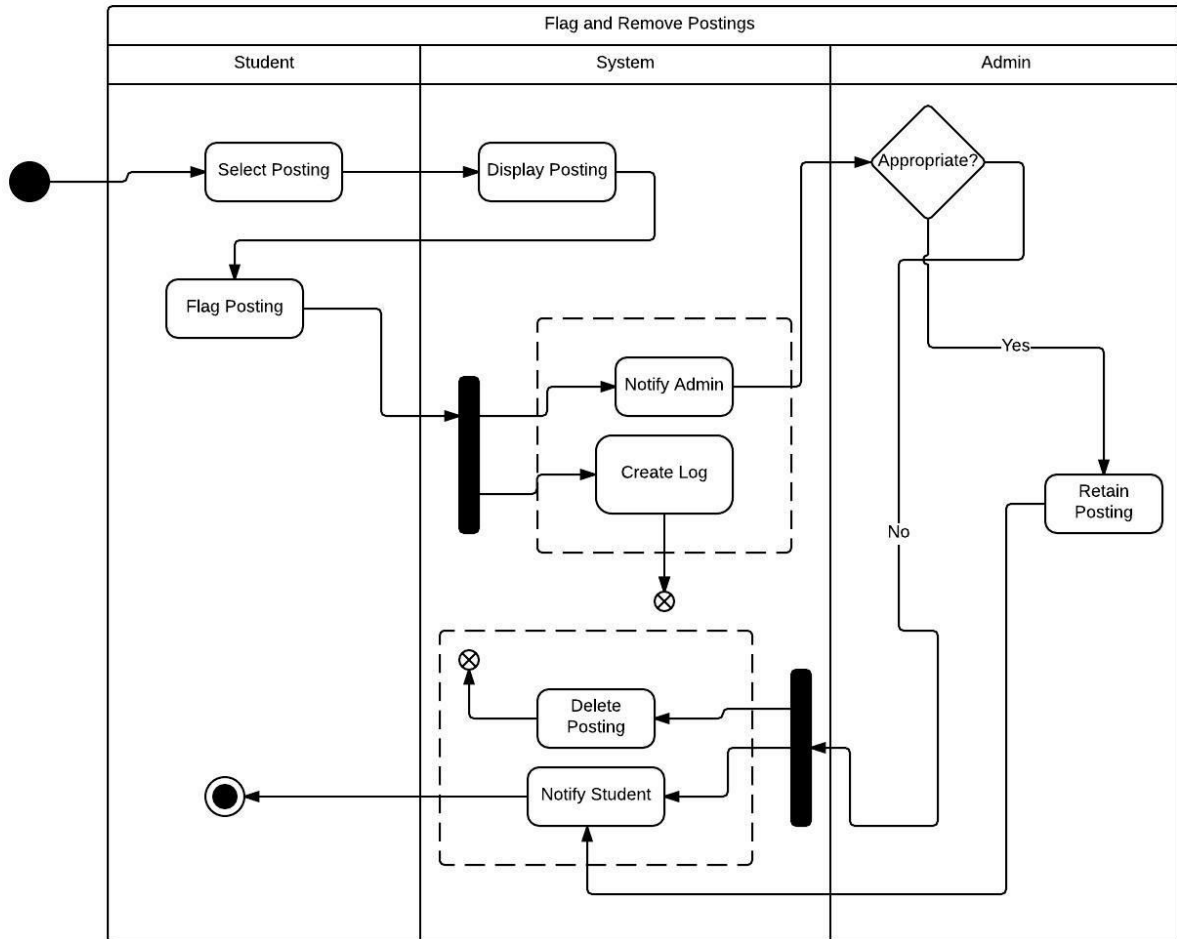 Flag and Remove Postings
Student
System
Admin
Select Posting
Display Posting
Appropriate?
Flag Posting
Yes
Notify Admin
Create Log
Retain
Posting
No
Delete
Posting
Notify Student